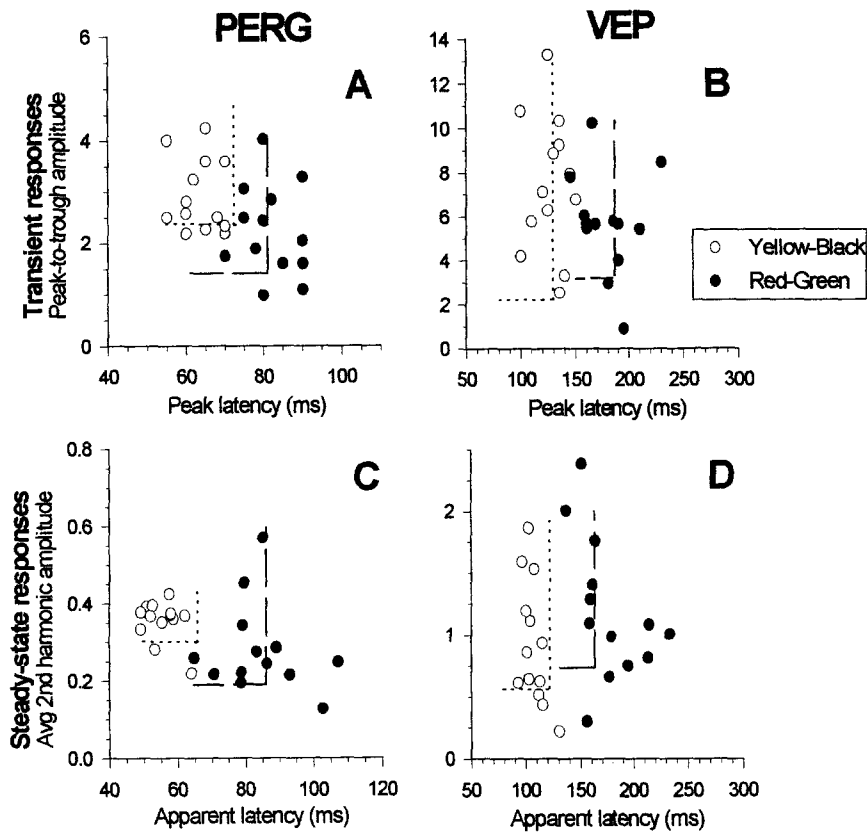 PERG
VEP
Transient responses
Peak-to-trough amplitude
6
4
2
0
A
40 60 80 100
Peak latency (ms)
14
12
10
8
6
4
2
0
B
50 100 150 200 250 300
Peak latency (ms)
Yellow-Black
Red-Green
Steady-state responses
Avg 2nd harmonic amplitude
0.8
0.6
0.4
0.2
0.0
C
40 60 80 100 120
Apparent latency (ms)
2
1
0
D
50 100 150 200 250 300
Apparent latency (ms)